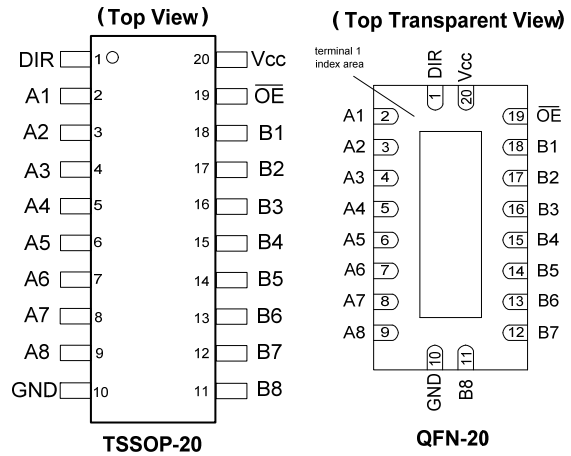 (Top View)
DIR 1 20 Vcc
A1 2 19 O̅E̅
A2 3 18 B1
A3 4 17 B2
A4 5 16 B3
A5 6 15 B4
A6 7 14 B5
A7 8 13 B6
A8 9 12 B7
GND 10 11 B8
TSSOP-20
(Top Transparent View)
terminal 1
index area
DIR Vcc
1 20
A1 2 19 O̅E̅
A2 3 18 B1
A3 4 17 B2
A4 5 16 B3
A5 6 15 B4
A6 7 14 B5
A7 8 13 B6
A8 9 12 B7
10 11
GND B8
QFN-20